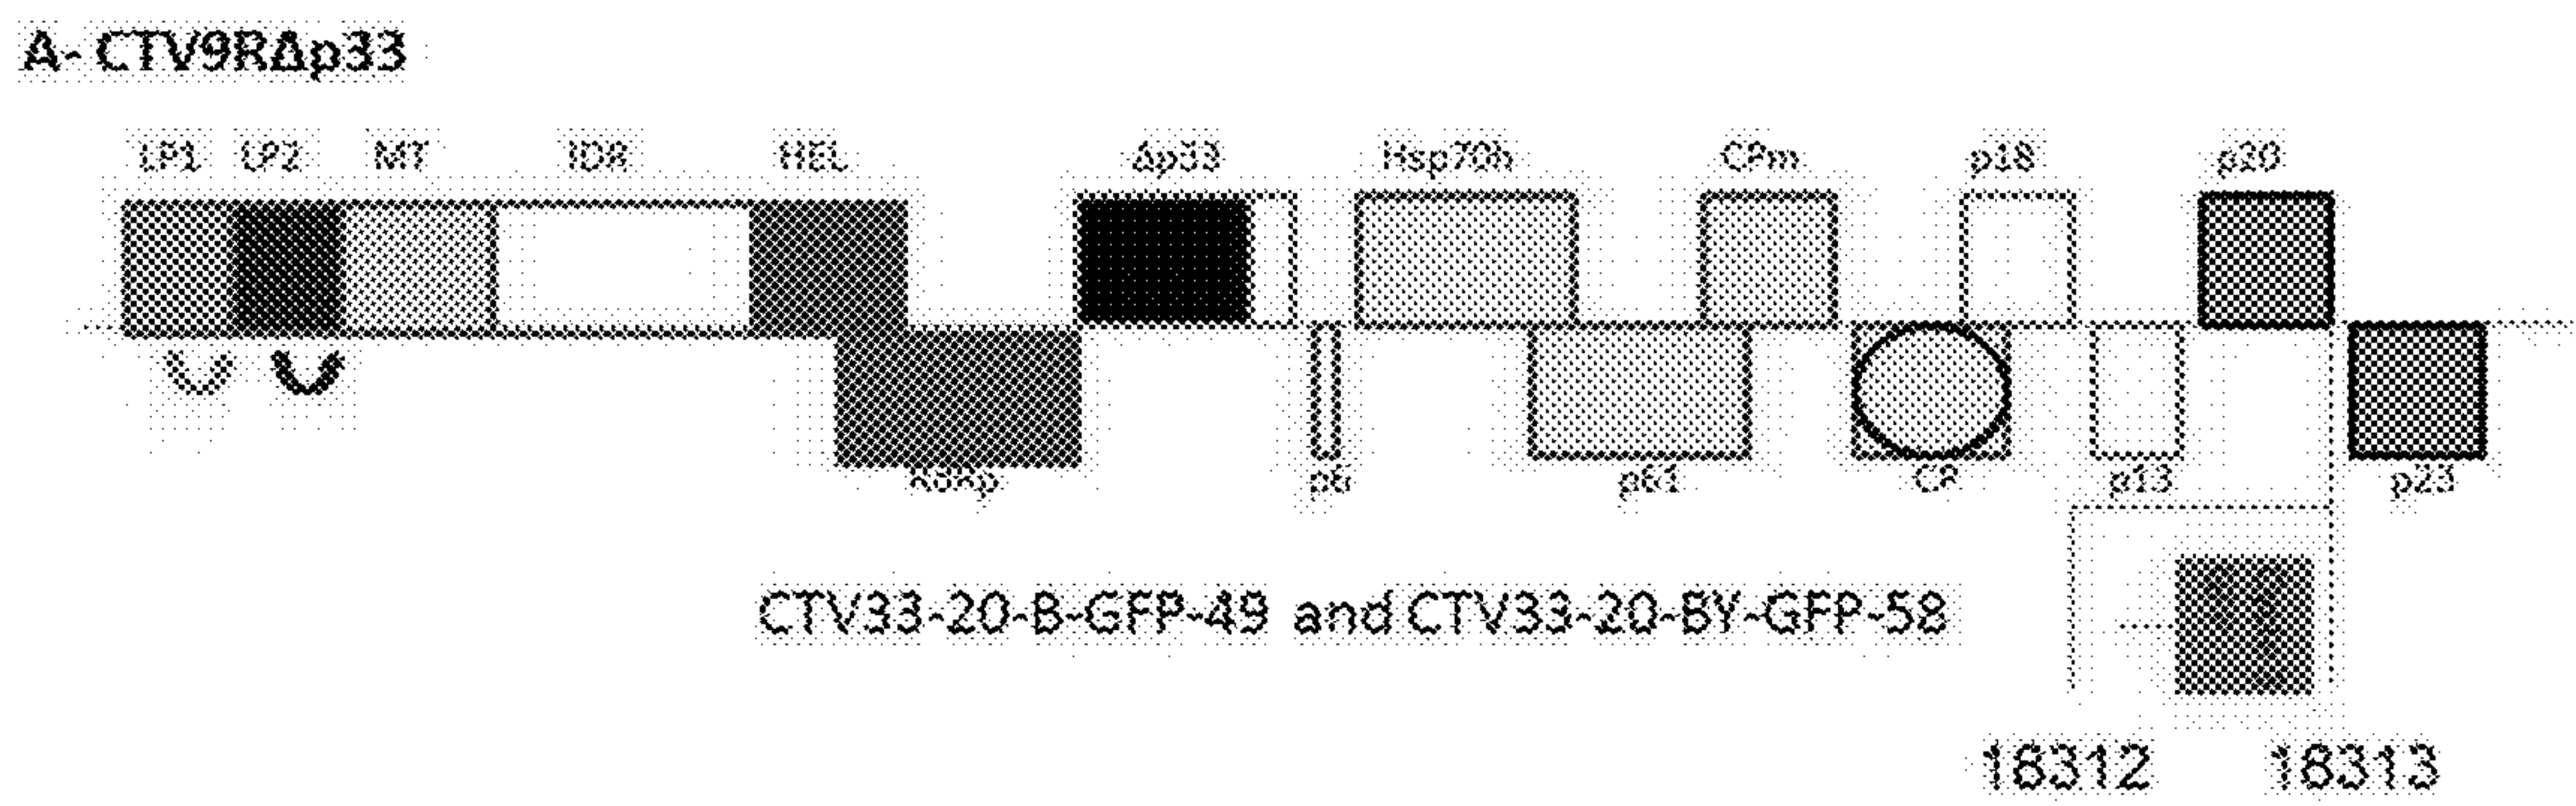 A- CTV9RΔp33
LP1 LP2 MT IDR HEL Δp33 Hsp70h CPm p18 p20
RdRp p6 p61 CP p13 p23
CTV33-20-B-GFP-49 and CTV33-20-BY-GFP-58
18312 18313